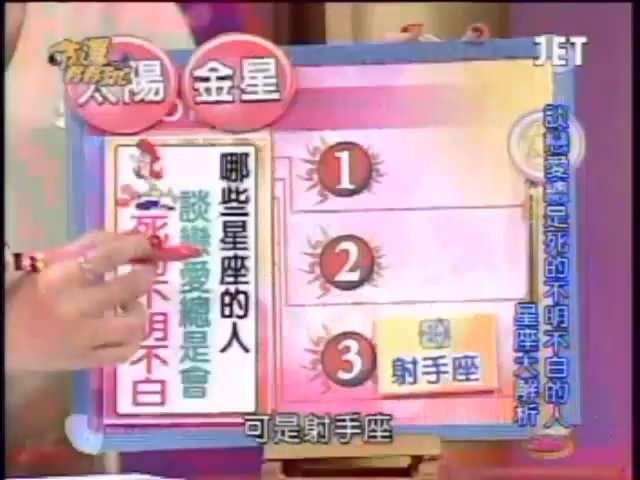 JET
太陽
金星
哪些星座的人
談戀愛總是會
死的不明不白
1
2
3
射手座
談戀愛總是死的不明不白的人
星座大解析
可是射手座